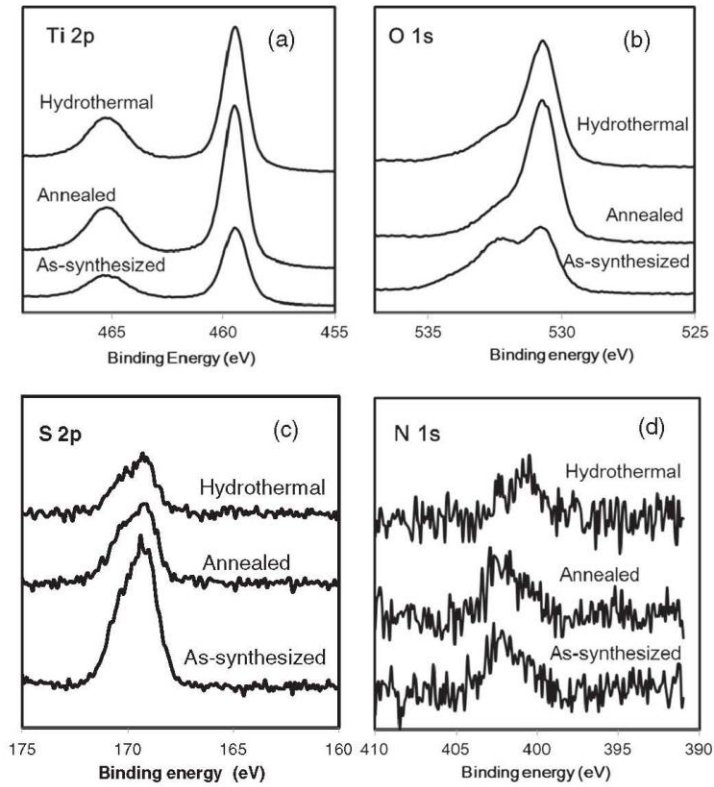 Ti 2p
(a)
Hydrothermal
Annealed
As-synthesized
465
460
455
Binding Energy (eV)
O 1s
(b)
Hydrothermal
Annealed
As-synthesized
535
530
525
Binding energy (eV)
S 2p
(c)
Hydrothermal
Annealed
As-synthesized
175
170
165
160
Binding energy (eV)
N 1s
(d)
Hydrothermal
Annealed
As-synthesized
410
405
400
395
390
Binding energy (eV)